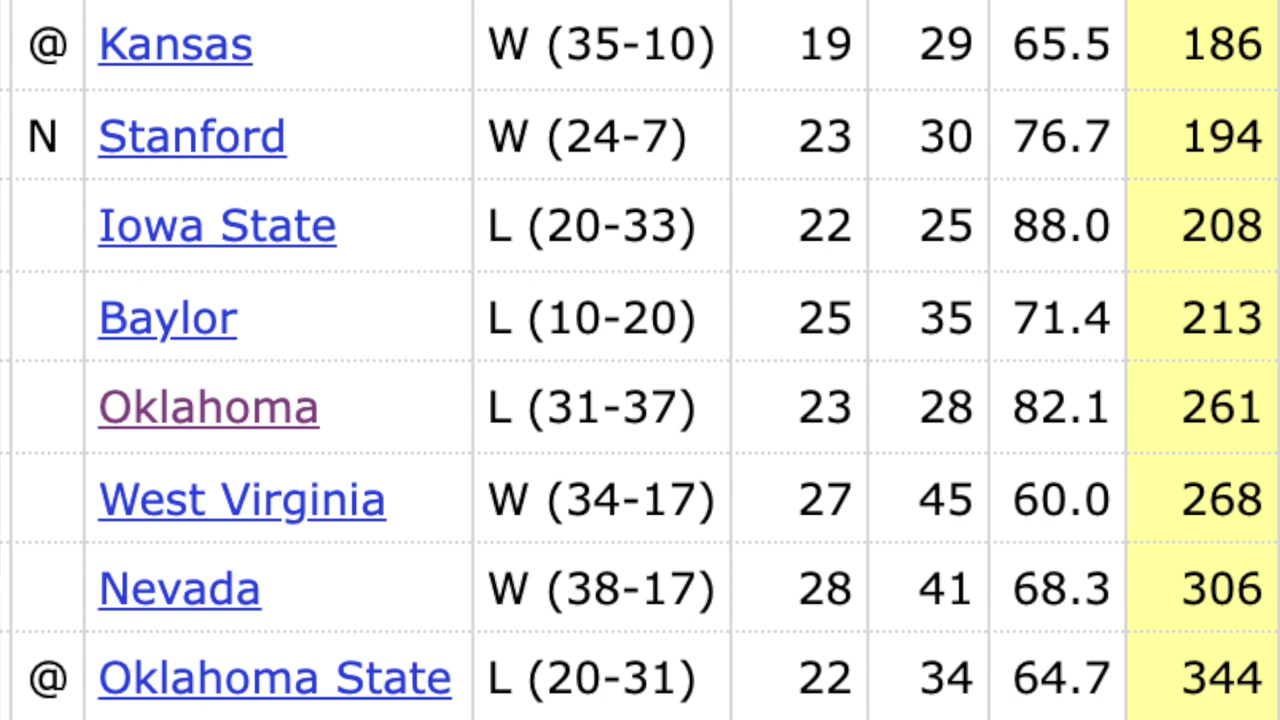 @ Kansas W (35-10) 19 29 65.5 186
N Stanford W (24-7) 23 30 76.7 194
Iowa State L (20-33) 22 25 88.0 208
Baylor L (10-20) 25 35 71.4 213
Oklahoma L (31-37) 23 28 82.1 261
West Virginia W (34-17) 27 45 60.0 268
Nevada W (38-17) 28 41 68.3 306
@ Oklahoma State L (20-31) 22 34 64.7 344